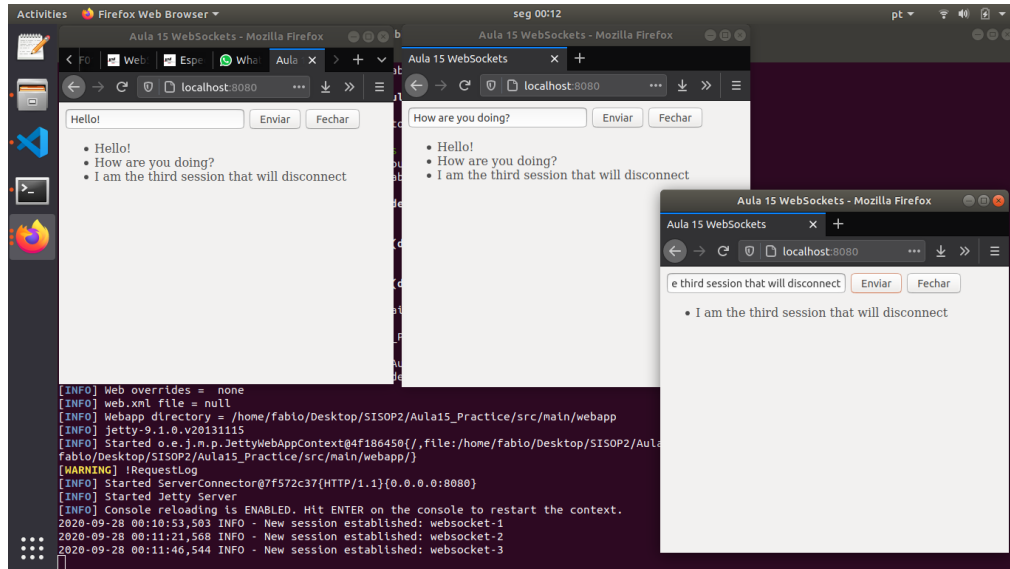 Activities Firefox Web Browser seg 00:12 pt
Aula 15 WebSockets - Mozilla Firefox
F0 Web Espe What Aula
localhost:8080
Hello! Enviar Fechar
Hello!
How are you doing?
I am the third session that will disconnect
Aula 15 WebSockets - Mozilla Firefox
Aula 15 WebSockets
localhost:8080
How are you doing? Enviar Fechar
Hello!
How are you doing?
I am the third session that will disconnect
Aula 15 WebSockets - Mozilla Firefox
Aula 15 WebSockets
localhost:8080
e third session that will disconnect Enviar Fechar
I am the third session that will disconnect
[INFO] Web overrides = none
[INFO] web.xml file = null
[INFO] Webapp directory = /home/fabio/Desktop/SISOP2/Aula15_Practice/src/main/webapp
[INFO] jetty-9.1.0.v20131115
[INFO] Started o.e.j.m.p.JettyWebAppContext@4f186450{/,file:/home/fabio/Desktop/SISOP2/Aula
fabio/Desktop/SISOP2/Aula15_Practice/src/main/webapp/}
[WARNING] !RequestLog
[INFO] Started ServerConnector@7f572c37{HTTP/1.1}{0.0.0.0:8080}
[INFO] Started Jetty Server
[INFO] Console reloading is ENABLED. Hit ENTER on the console to restart the context.
2020-09-28 00:10:53,503 INFO - New session established: websocket-1
2020-09-28 00:11:21,568 INFO - New session established: websocket-2
2020-09-28 00:11:46,544 INFO - New session established: websocket-3